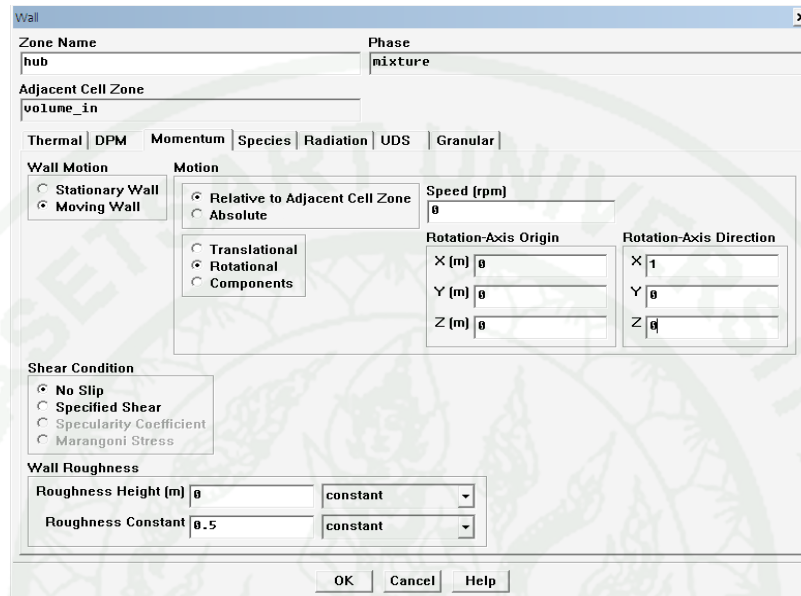 Wall
Zone Name Phase
hub mixture
Adjacent Cell Zone
volume_in
Thermal DPM Momentum Species Radiation UDS Granular
Wall Motion Motion
Stationary Wall
Moving Wall
Relative to Adjacent Cell Zone
Absolute
Speed (rpm)
0
Translational
Rotational
Components
Rotation-Axis Origin
X (m) 0
Y (m) 0
Z (m) 0
Rotation-Axis Direction
X 1
Y 0
Z 0
Shear Condition
No Slip
Specified Shear
Specularity Coefficient
Marangoni Stress
Wall Roughness
Roughness Height (m) 0 constant
Roughness Constant 0.5 constant
OK Cancel Help